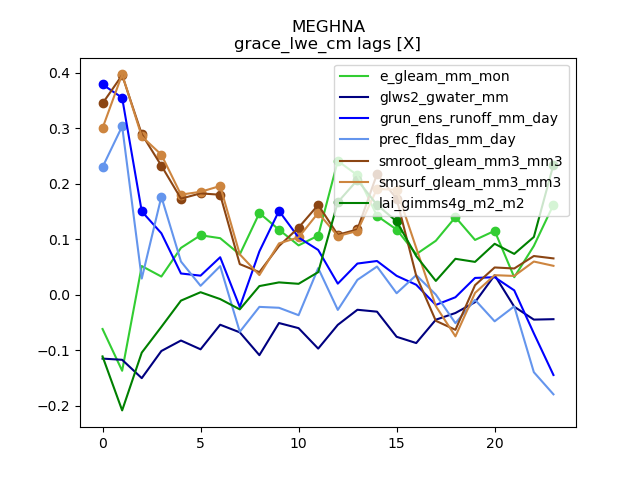 MEGHNA
grace_lwe_cm lags [X]
e_gleam_mm_mon
glws2_gwater_mm
grun_ens_runoff_mm_day
prec_fldas_mm_day
smroot_gleam_mm3_mm3
smsurf_gleam_mm3_mm3
lai_gimms4g_m2_m2
0.4
0.3
0.2
0.1
0.0
−0.1
−0.2
0 5 10 15 20